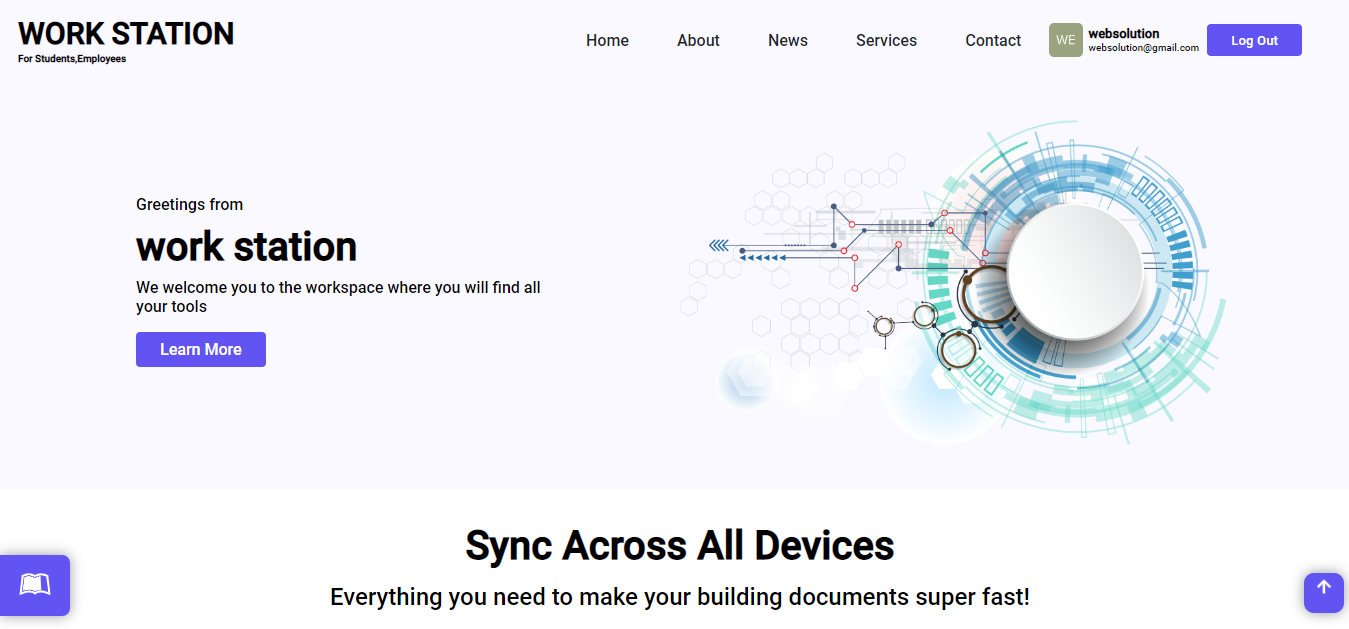 WORK STATION
For Students,Employees
Home
About
News
Services
Contact
WE
websolution
websolution@gmail.com
Log Out
Greetings from
work station
We welcome you to the workspace where you will find all
your tools
Learn More
Sync Across All Devices
Everything you need to make your building documents super fast!